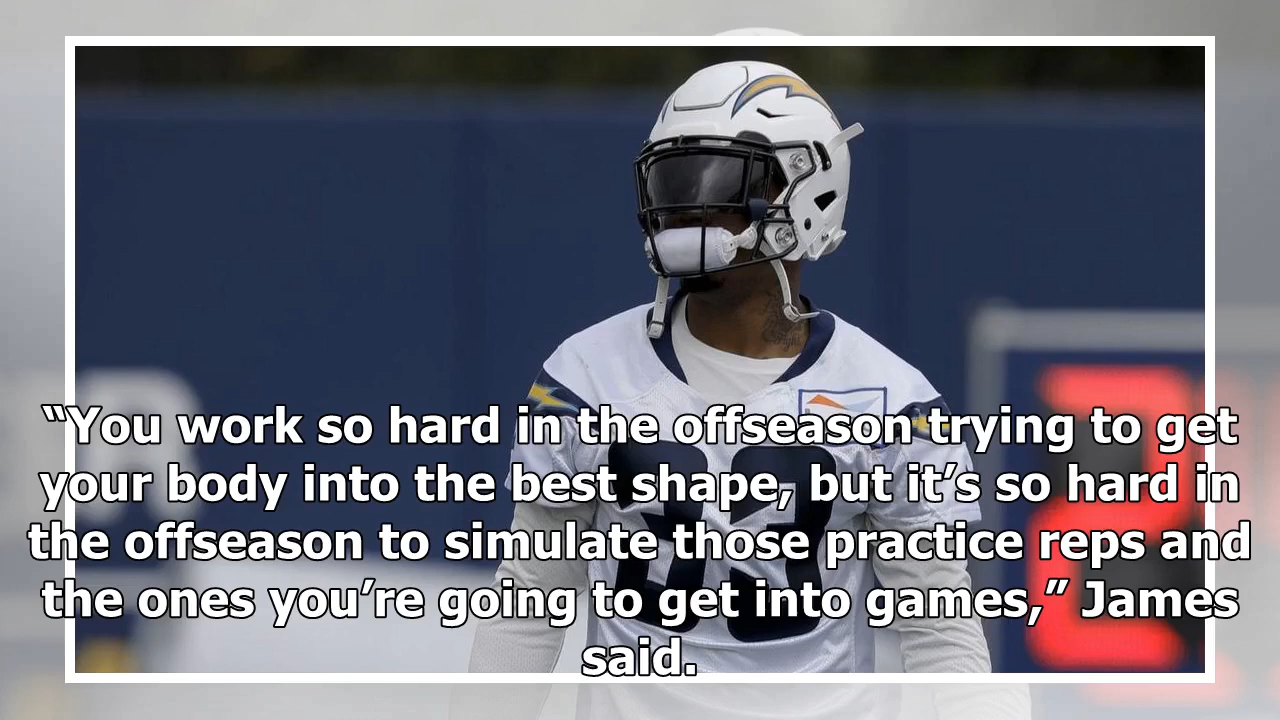 “You work so hard in the offseason trying to get
your body into the best shape, but it’s so hard in
the offseason to simulate those practice reps and
the ones you’re going to get into games,” James
said.
33